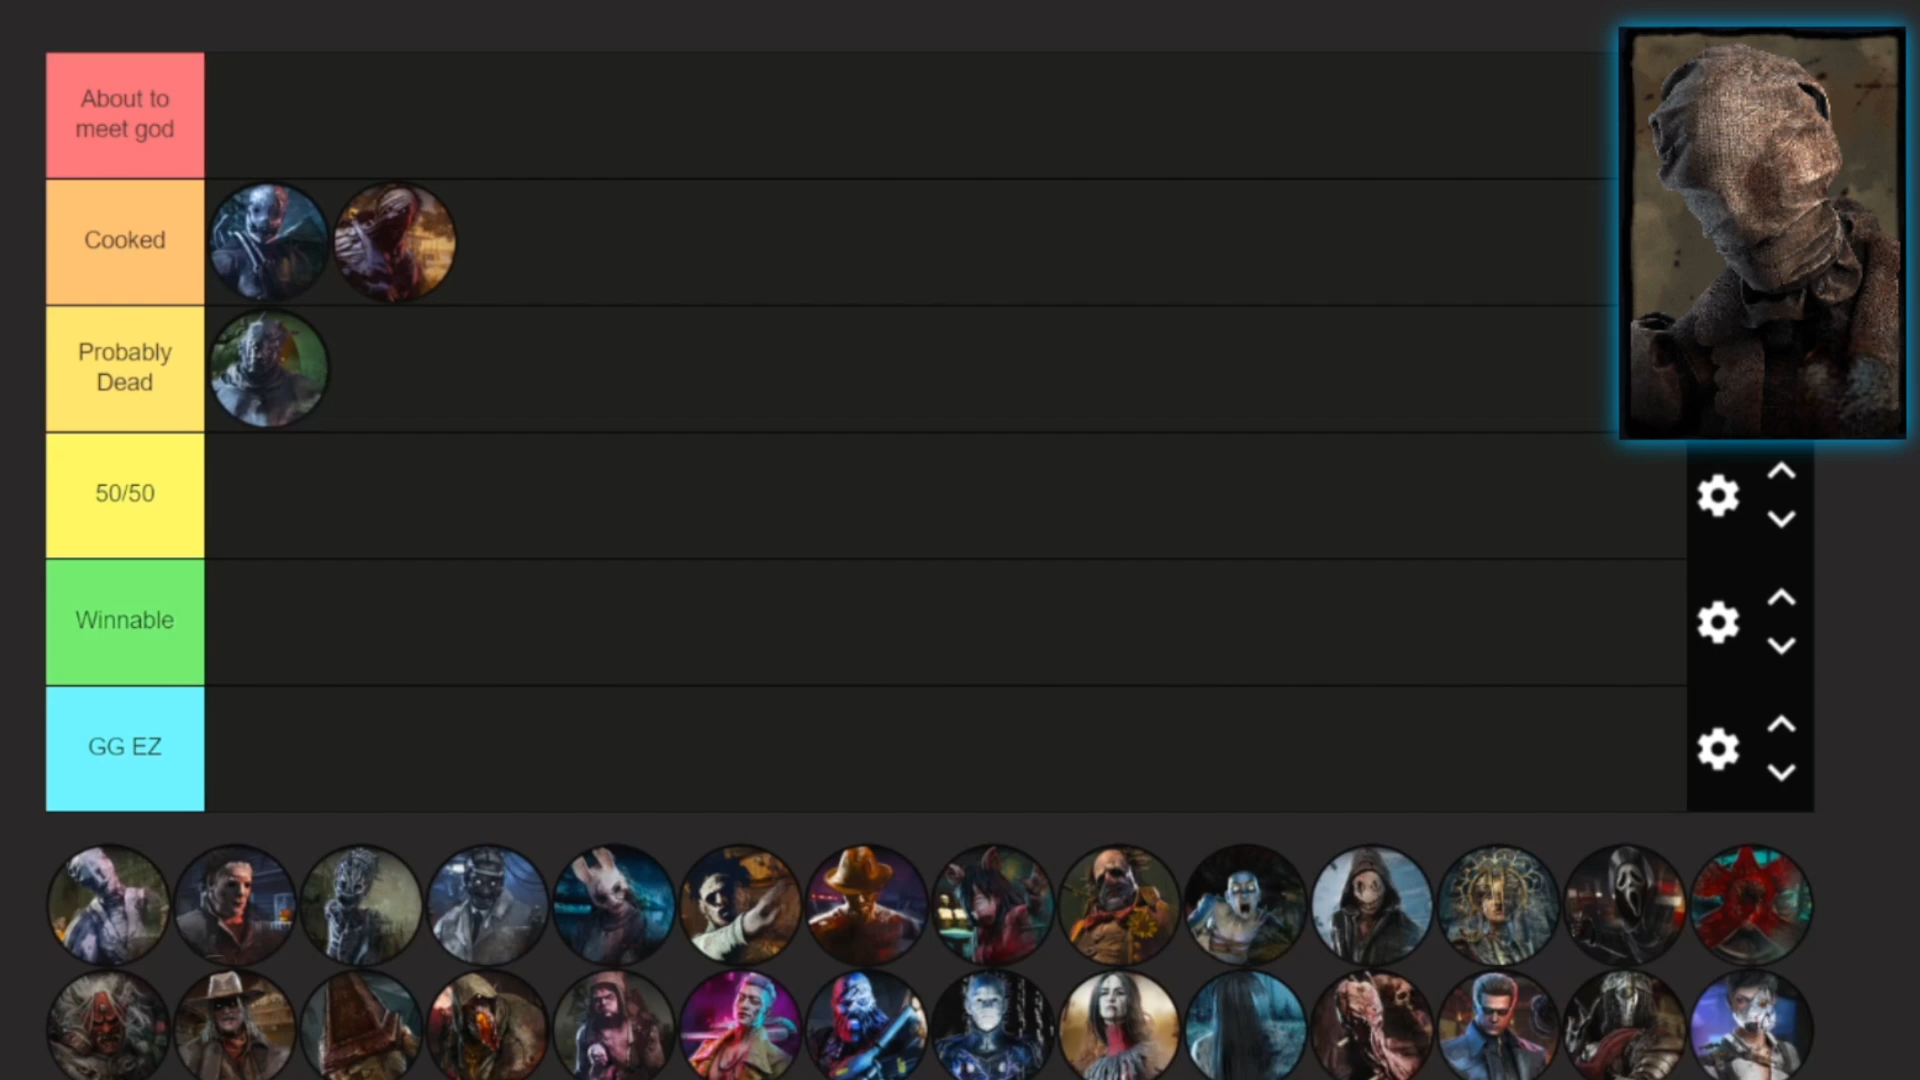 About to
meet god
Cooked
Probably
Dead
50/50
Winnable
GG EZ